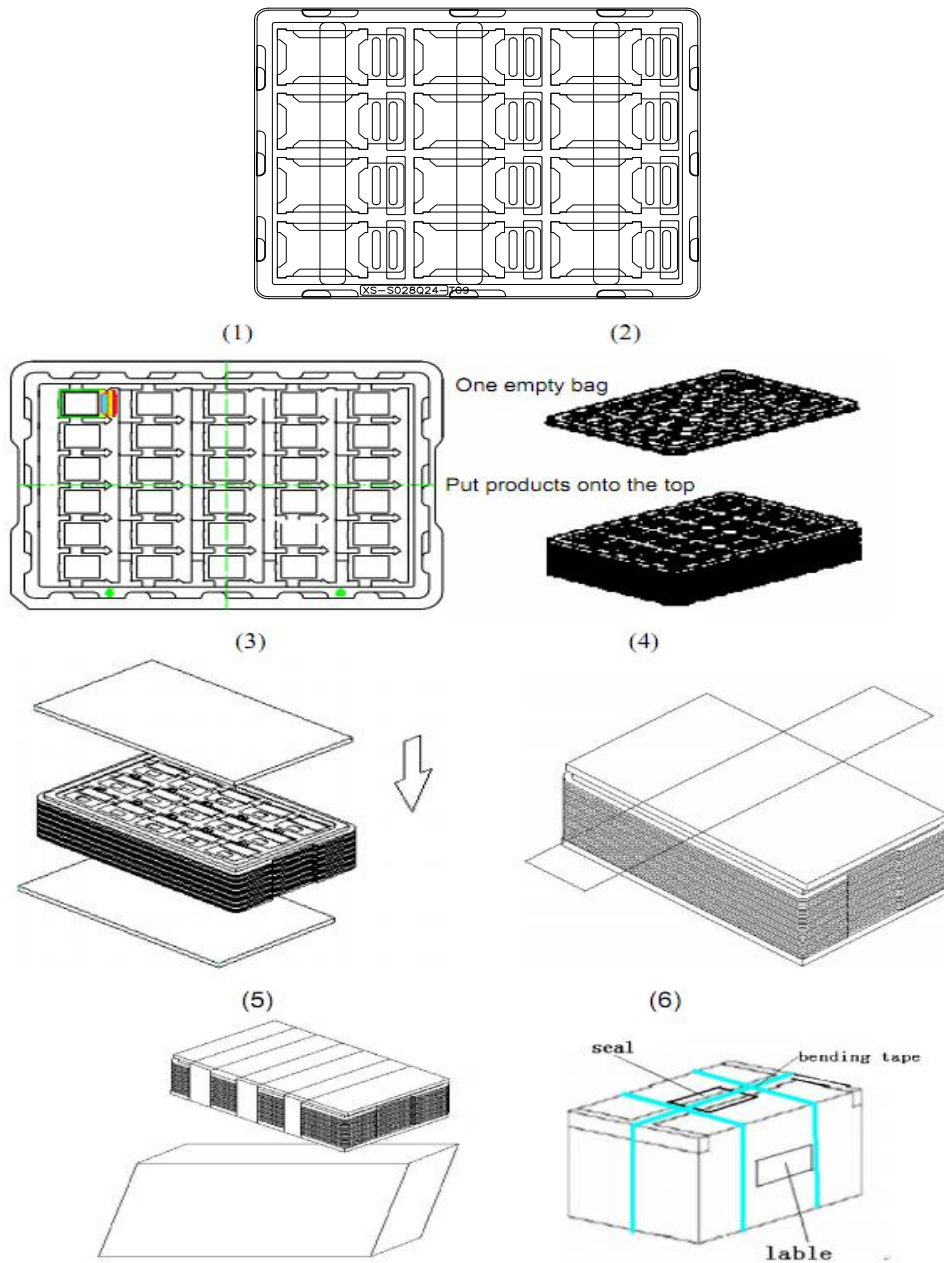 XS-S028Q24-T09
(1) (2)
One empty bag
Put products onto the top
(3) (4)
(5) (6)
seal
bending tape
lable